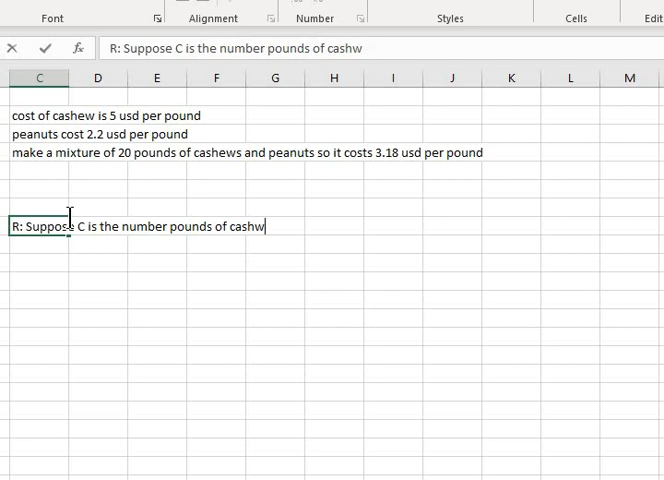 Font
Alignment
Number
Styles
Cells
fx R: Suppose C is the number pounds of cashw
C D E F G H I J K L M
cost of cashew is 5 usd per pound
peanuts cost 2.2 usd per pound
make a mixture of 20 pounds of cashews and peanuts so it costs 3.18 usd per pound
R: Suppose C is the number pounds of cashw